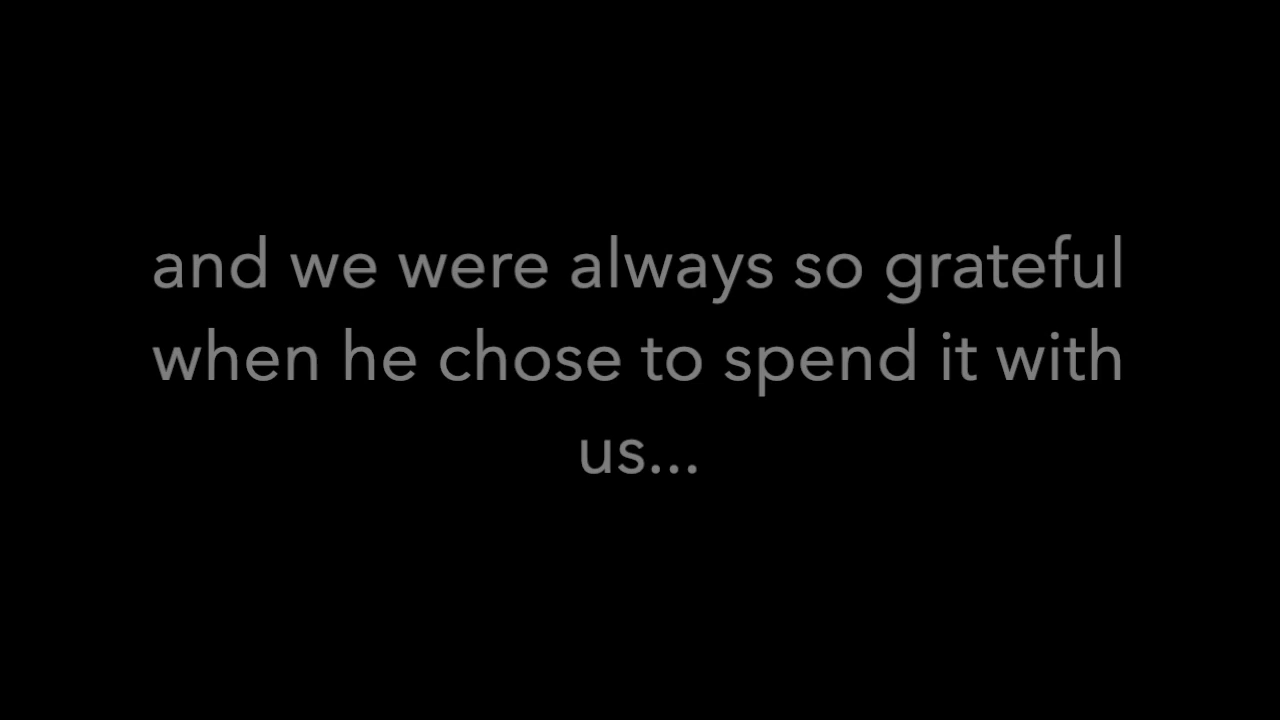 and we were always so grateful
when he chose to spend it with
us...